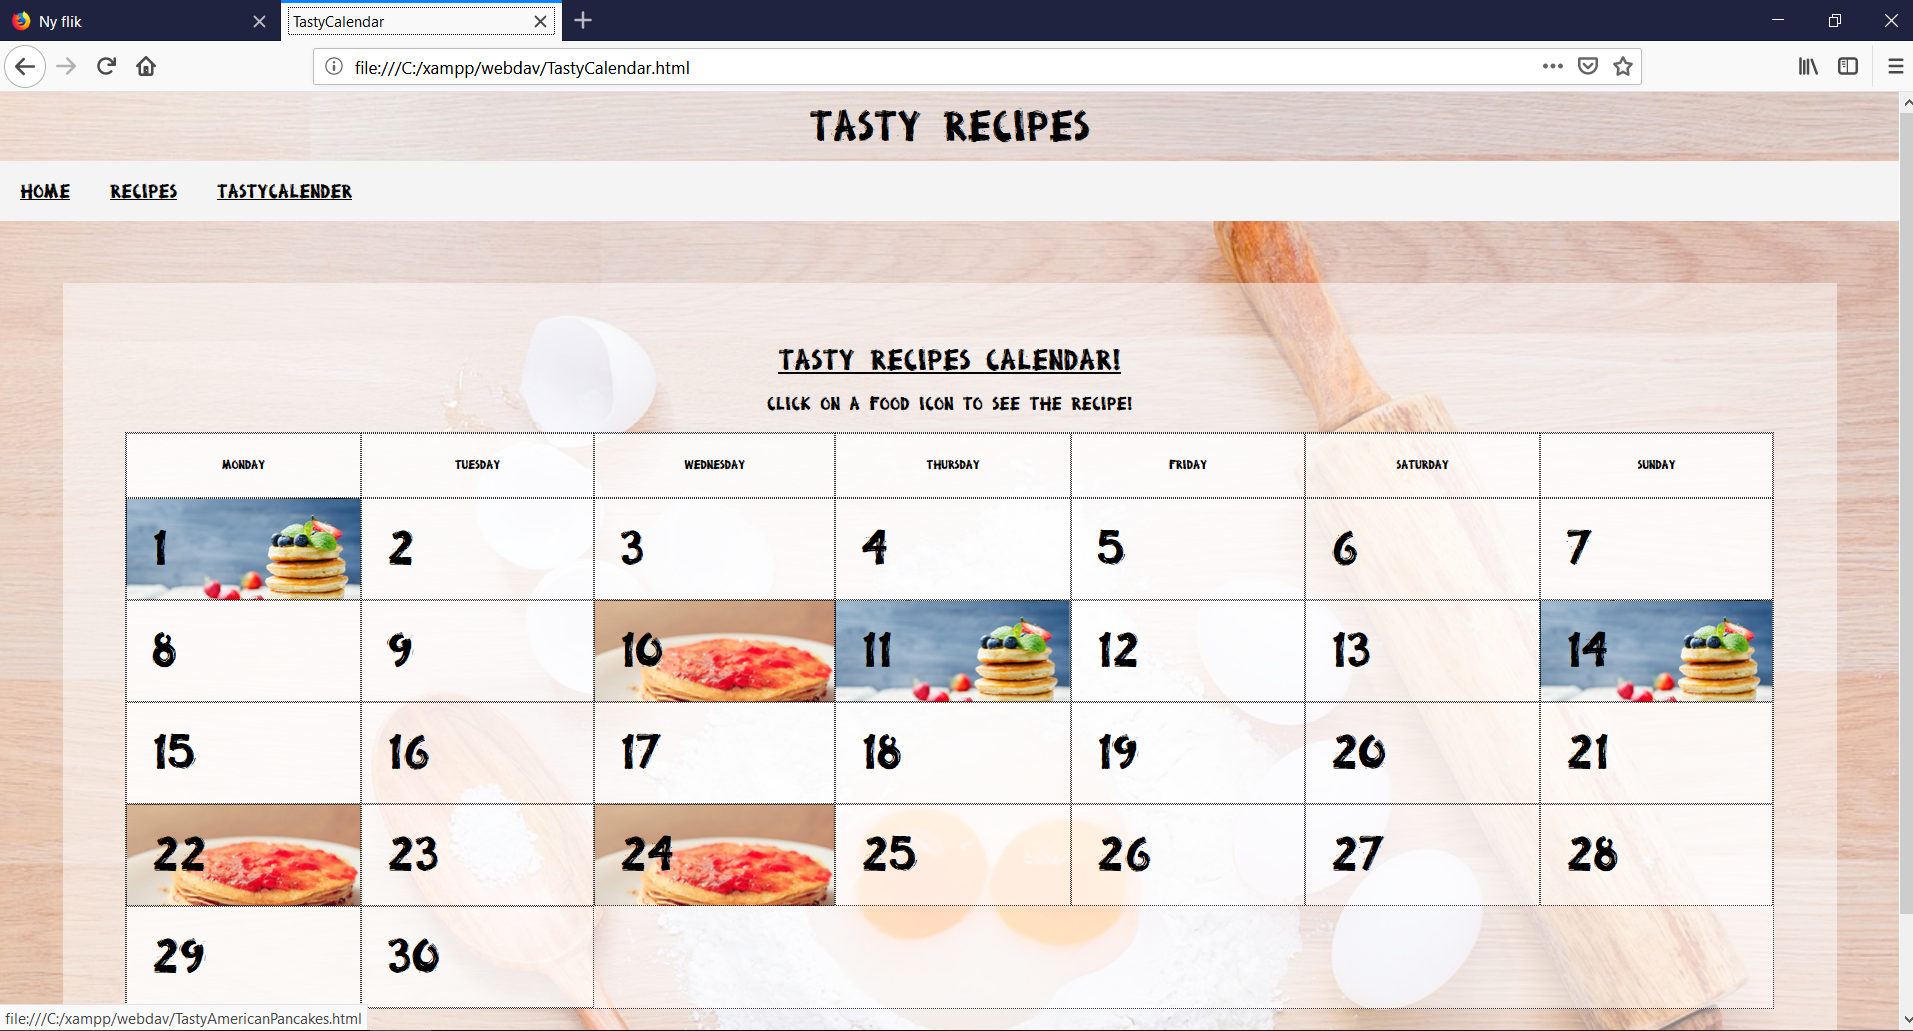 Ny flik
TastyCalendar
file:///C:/xampp/webdav/TastyCalendar.html
TASTY RECIPES
HOME RECIPES TASTYCALENDER
TASTY RECIPES CALENDAR!
CLICK ON A FOOD ICON TO SEE THE RECIPE!
MONDAY TUESDAY WEDNESDAY THURSDAY FRIDAY SATURDAY SUNDAY
1 2 3 4 5 6 7
8 9 10 11 12 13 14
15 16 17 18 19 20 21
22 23 24 25 26 27 28
29 30
file:///C:/xampp/webdav/TastyAmericanPancakes.html